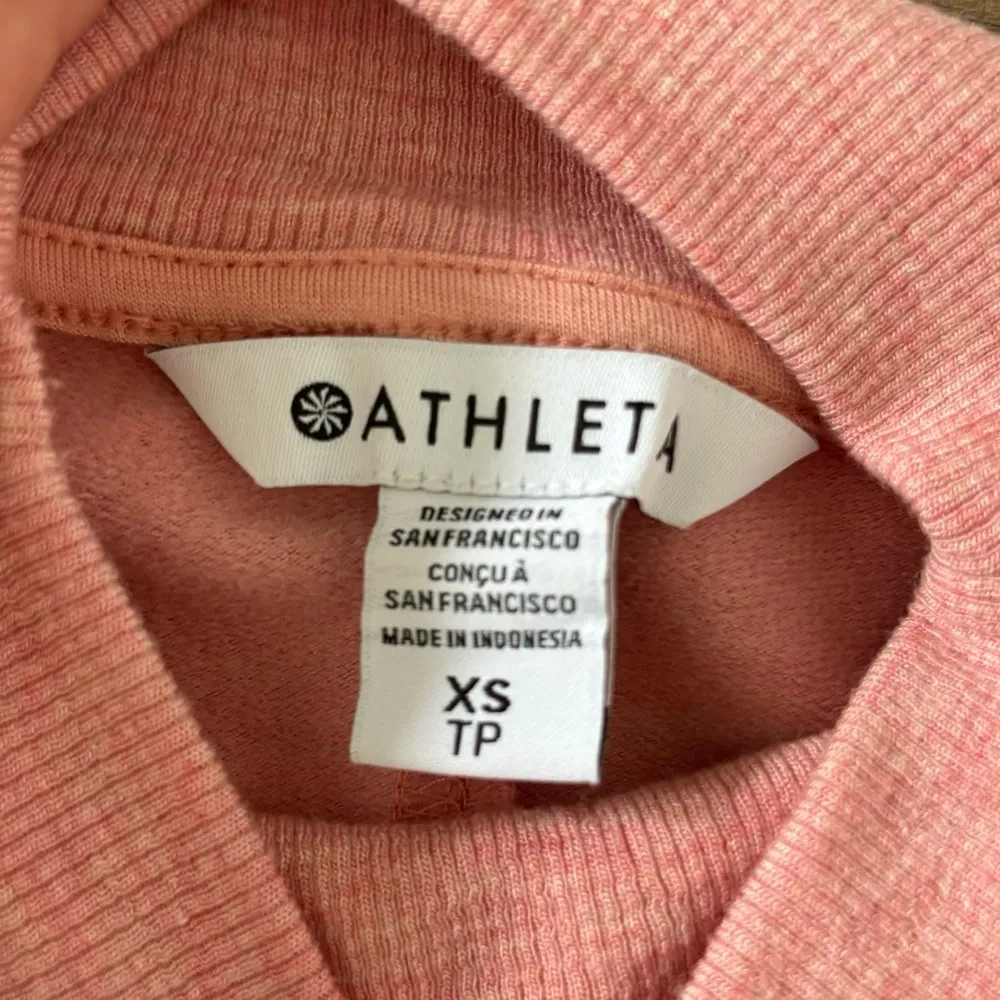 ATHLETA
DESIGNED IN
SAN FRANCISCO
CONÇU À
SAN FRANCISCO
MADE IN INDONESIA
XS
TP